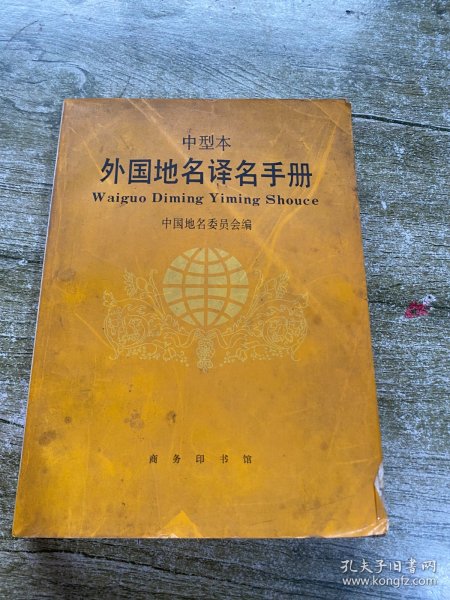 中型本
外国地名译名手册
Waiguo Diming Yiming Shouce
中国地名委员会编
商务印书馆
孔夫子旧书网
www.kongfz.com